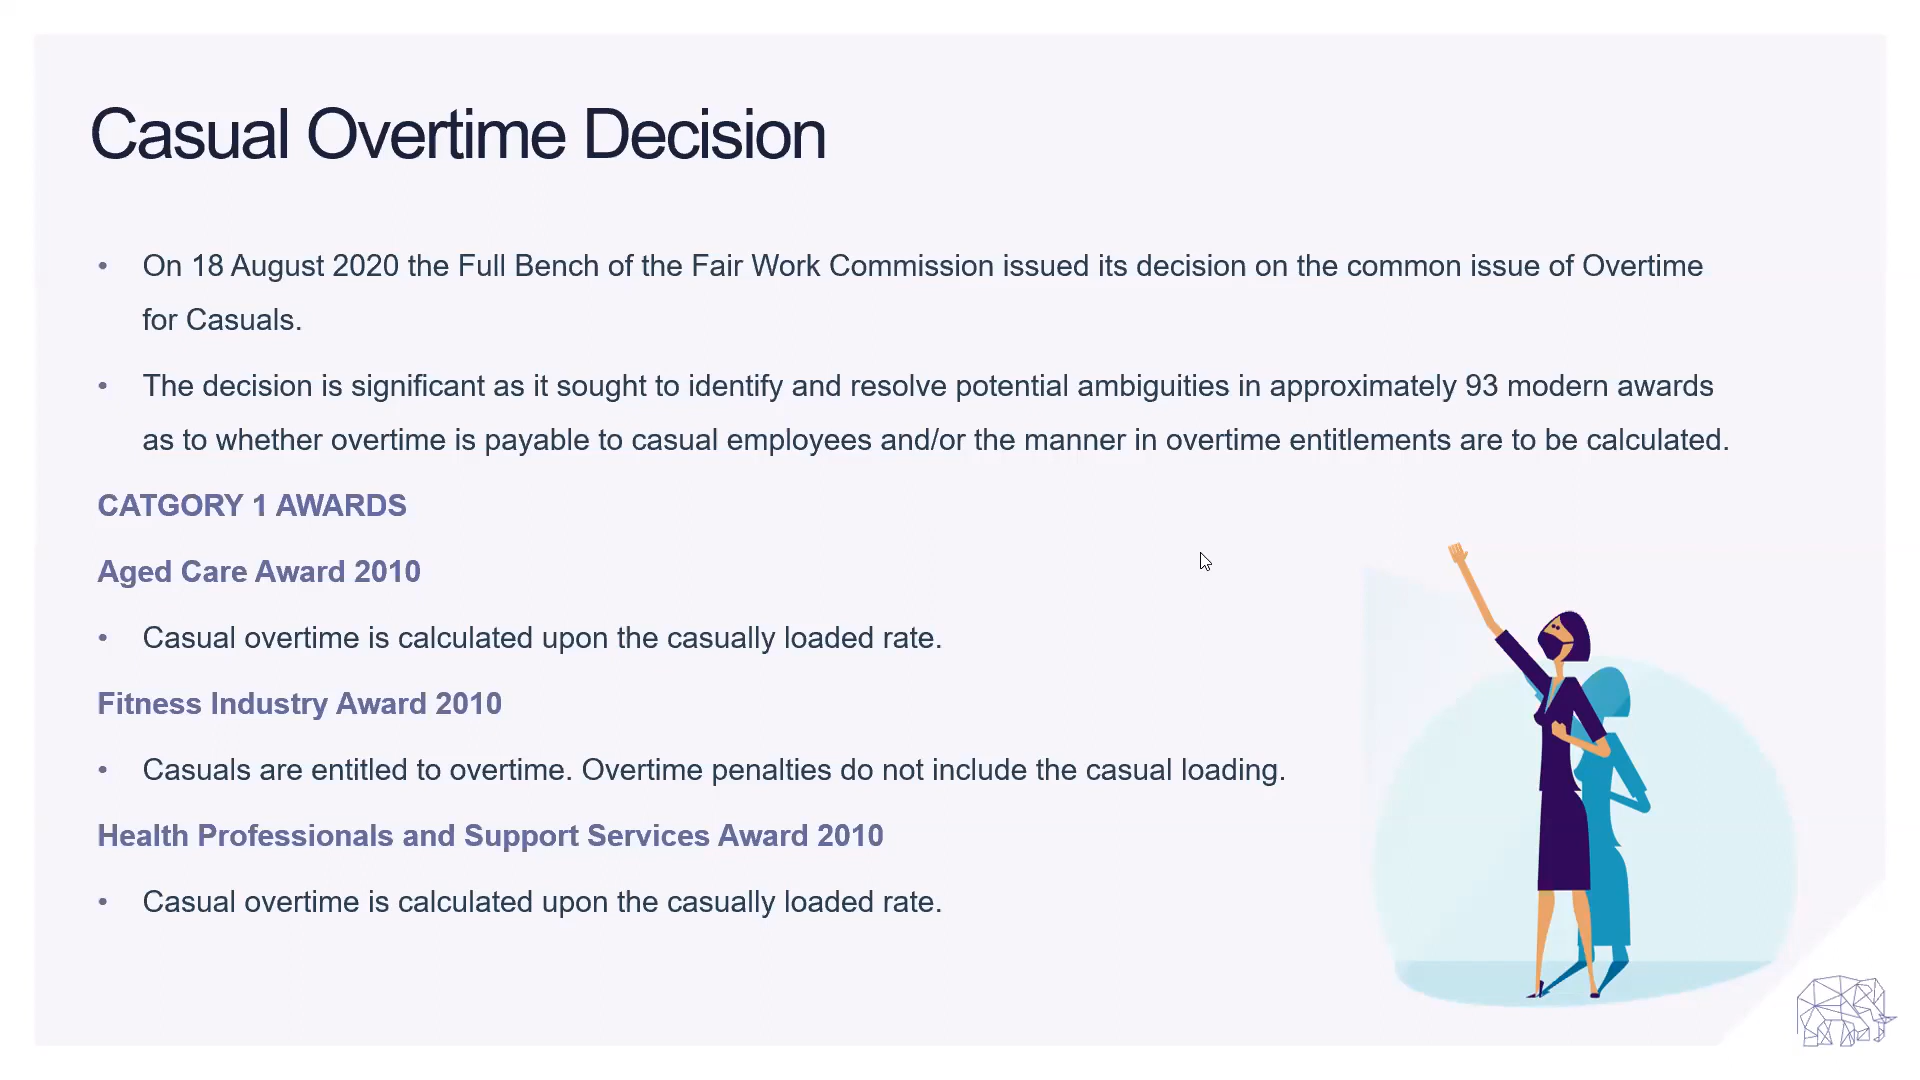 Casual Overtime Decision
• On 18 August 2020 the Full Bench of the Fair Work Commission issued its decision on the common issue of Overtime
for Casuals.
• The decision is significant as it sought to identify and resolve potential ambiguities in approximately 93 modern awards
as to whether overtime is payable to casual employees and/or the manner in overtime entitlements are to be calculated.
CATGORY 1 AWARDS
Aged Care Award 2010
• Casual overtime is calculated upon the casually loaded rate.
Fitness Industry Award 2010
• Casuals are entitled to overtime. Overtime penalties do not include the casual loading.
Health Professionals and Support Services Award 2010
• Casual overtime is calculated upon the casually loaded rate.